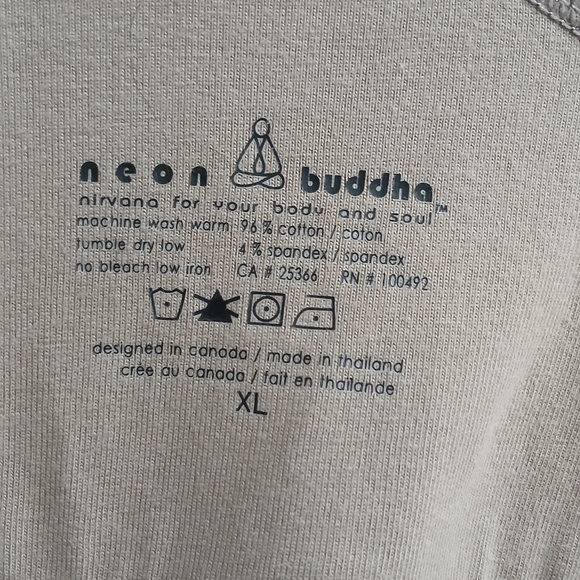 neon buddha
nirvana for your body and soul™
machine wash warm 96% cotton / coton
tumble dry low 4% spandex / spandex
no bleach low iron CA # 25366 RN # 100492
designed in canada / made in thailand
crèe au canada / fait en thailande
XL